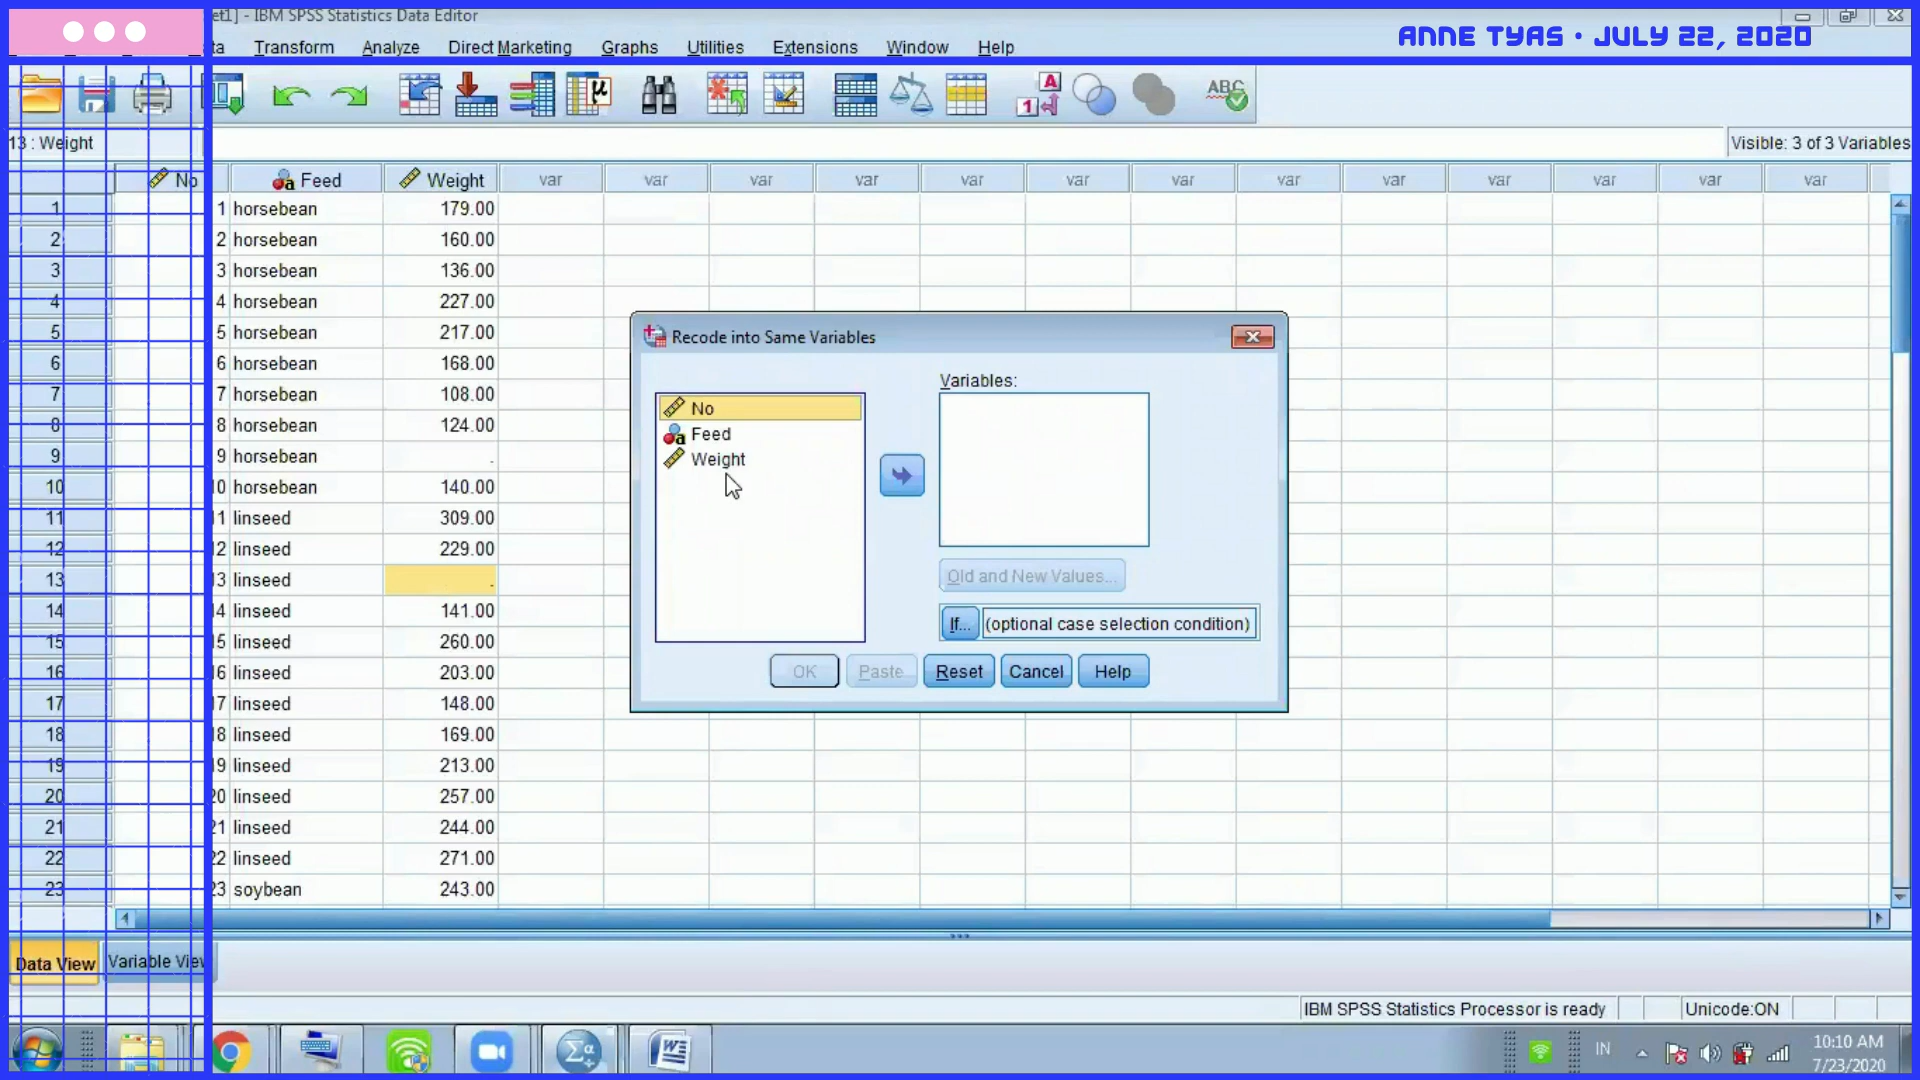 et1] - IBM SPSS Statistics Data Editor
ANNE TYAS • JULY 22, 2020
ta Transform Analyze Direct Marketing Graphs Utilities Extensions Window Help
13 : Weight
Visible: 3 of 3 Variables
No Feed Weight var var var var var var var var var var var var var
1 1 horsebean 179.00
2 2 horsebean 160.00
3 3 horsebean 136.00
4 4 horsebean 227.00
5 5 horsebean 217.00
6 6 horsebean 168.00
7 7 horsebean 108.00
8 8 horsebean 124.00
9 9 horsebean .
10 10 horsebean 140.00
11 11 linseed 309.00
12 12 linseed 229.00
13 13 linseed .
14 14 linseed 141.00
15 15 linseed 260.00
16 16 linseed 203.00
17 17 linseed 148.00
18 18 linseed 169.00
19 19 linseed 213.00
20 20 linseed 257.00
21 21 linseed 244.00
22 22 linseed 271.00
23 23 soybean 243.00
Recode into Same Variables
Variables:
No
Feed
Weight
Old and New Values...
If... (optional case selection condition)
OK Paste Reset Cancel Help
Data View Variable View
IBM SPSS Statistics Processor is ready Unicode:ON
IN
10:10 AM
7/23/2020